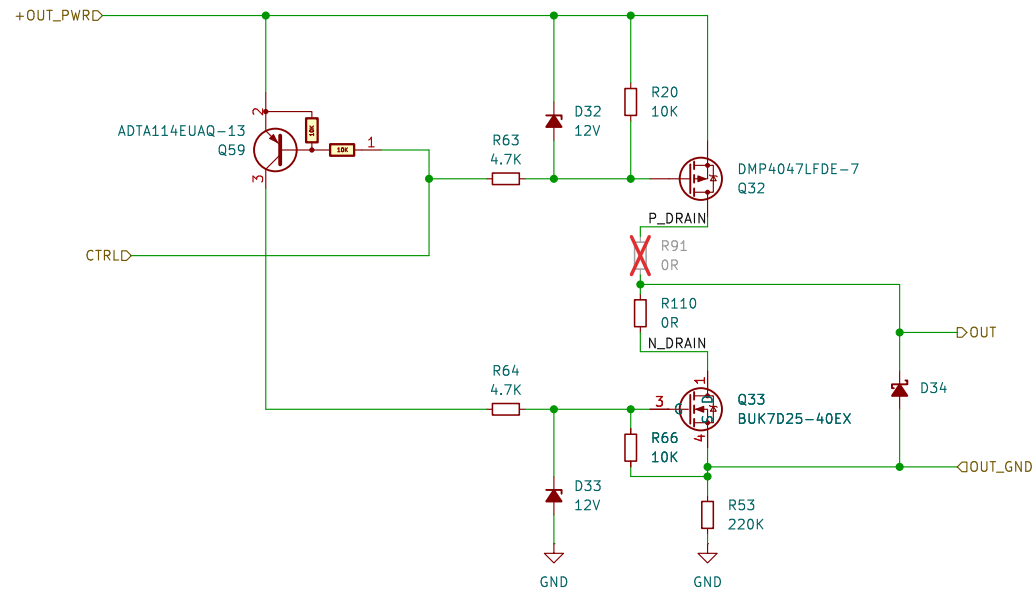 +OUT_PWR
R20
10K
D32
12V
2
10K
ADTA114EUAQ-13
Q59
10K
1
R63
4.7K
3
DMP4047LFDE-7
Q32
P_DRAIN
CTRL
R91
0R
R110
0R
OUT
N_DRAIN
R64
4.7K
1
D34
3
G
S
D
Q33
BUK7D25-40EX
4
R66
10K
OUT_GND
D33
12V
R53
220K
GND
GND